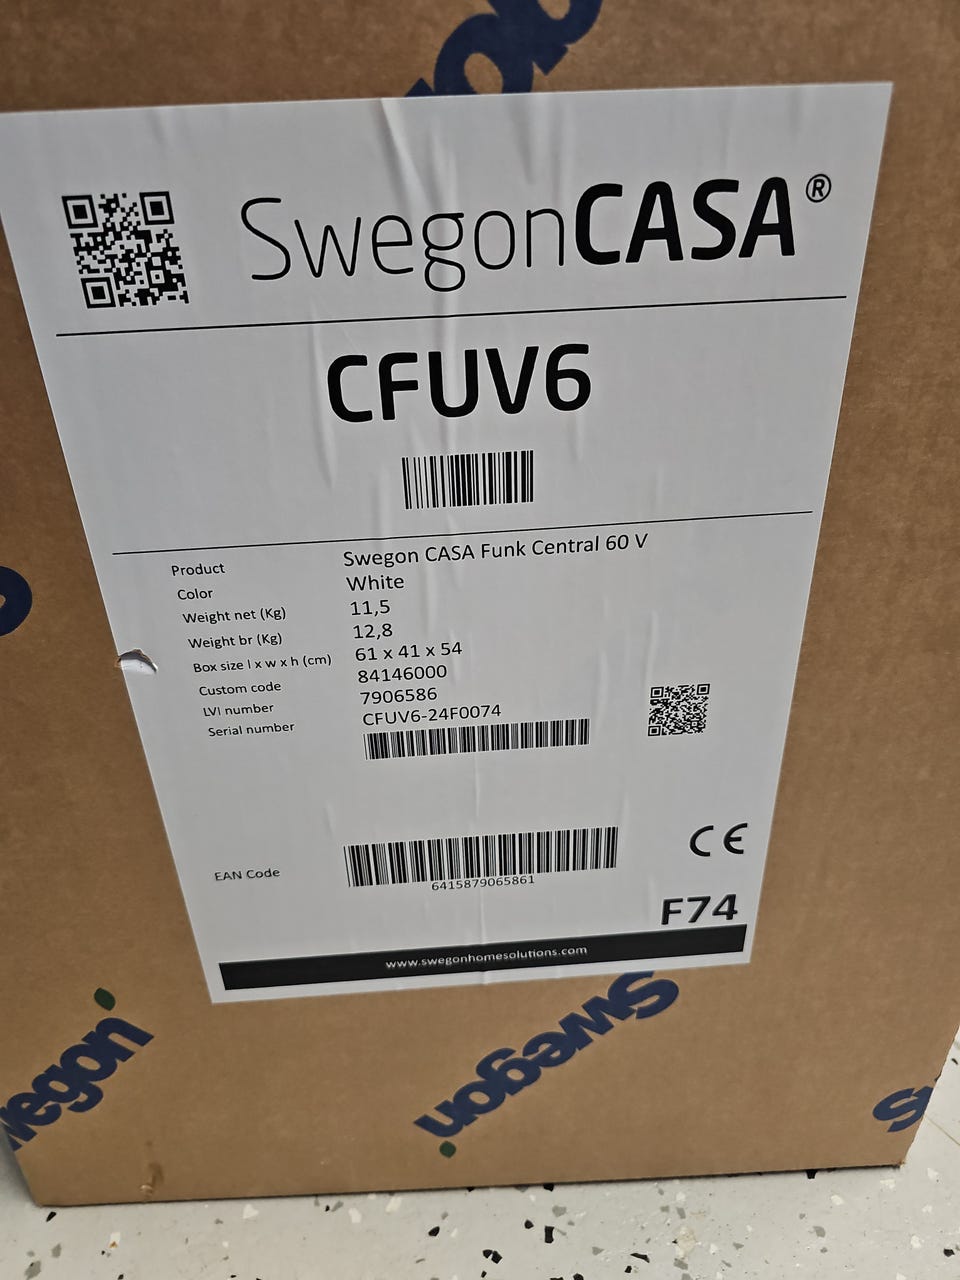 SwegonCASA®
CFUV6
Product Swegon CASA Funk Central 60 V
Color White
Weight net (Kg) 11,5
Weight br (Kg) 12,8
Box size l x w x h (cm) 61 x 41 x 54
Custom code 84146000
LVI number 7906586
Serial number CFUV6-24F0074
EAN Code
6415879065861
CE
F74
www.swegonhomesolutions.com
Swegon